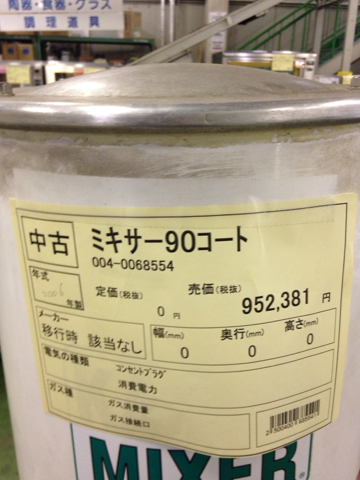 陶器・食器・グラス
調理道具
中古 ミキサー90コート
004-0068554
年式 2006 年製
定価(税抜) 0 円
売価(税抜) 952,381 円
メーカー
移行時 該当なし
幅(mm) 0
奥行(mm) 0
高さ(mm) 0
電気の種類
コンセントプラグ
消費電力
ガス種
ガス消費量
ガス接続口
MIXER®